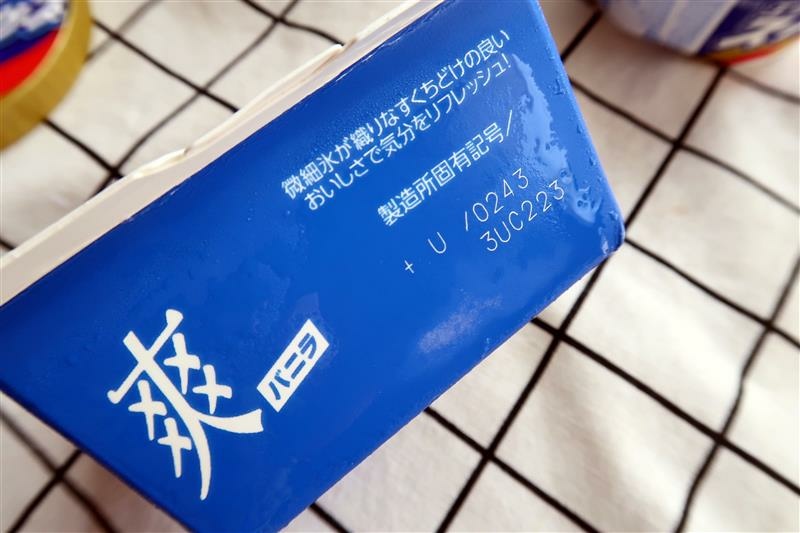 微細氷が織りなすくちどけの良い
おいしさで気分をリフレッシュ!
製造所固有記号/
+ U /0243
3UC223
爽
バニラ